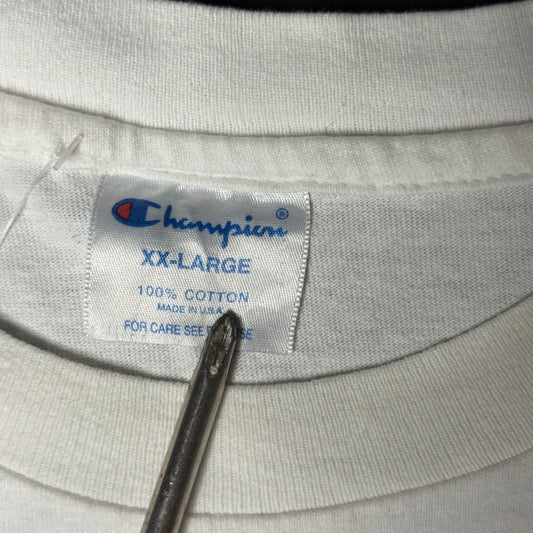 Champion®
XX-LARGE
100% COTTON
MADE IN U.S.A.
FOR CARE SEE